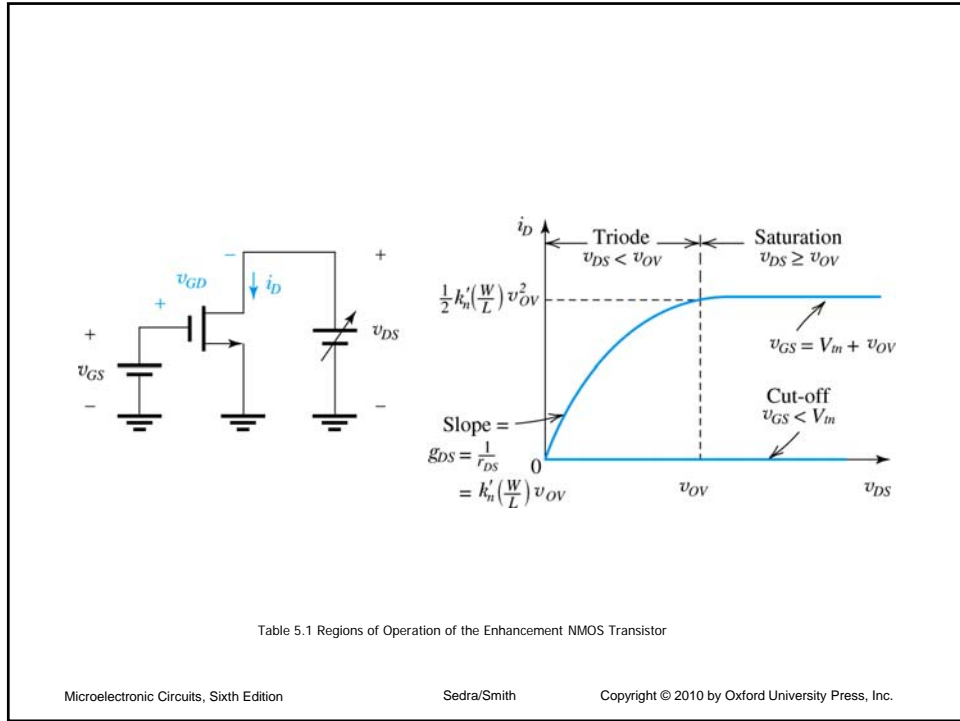 −
+
v_GD
i_D
+
+
v_GS
−
v_DS
−
i_D
Triode
v_DS < v_OV
Saturation
v_DS ≥ v_OV
1/2 k′_n(W/L) v²_OV
v_GS = V_tn + v_OV
Cut-off
v_GS < V_tn
Slope =
g_DS = 1/r_DS
= k′_n(W/L) v_OV
0
v_OV
v_DS
Table 5.1 Regions of Operation of the Enhancement NMOS Transistor
Microelectronic Circuits, Sixth Edition Sedra/Smith Copyright © 2010 by Oxford University Press, Inc.